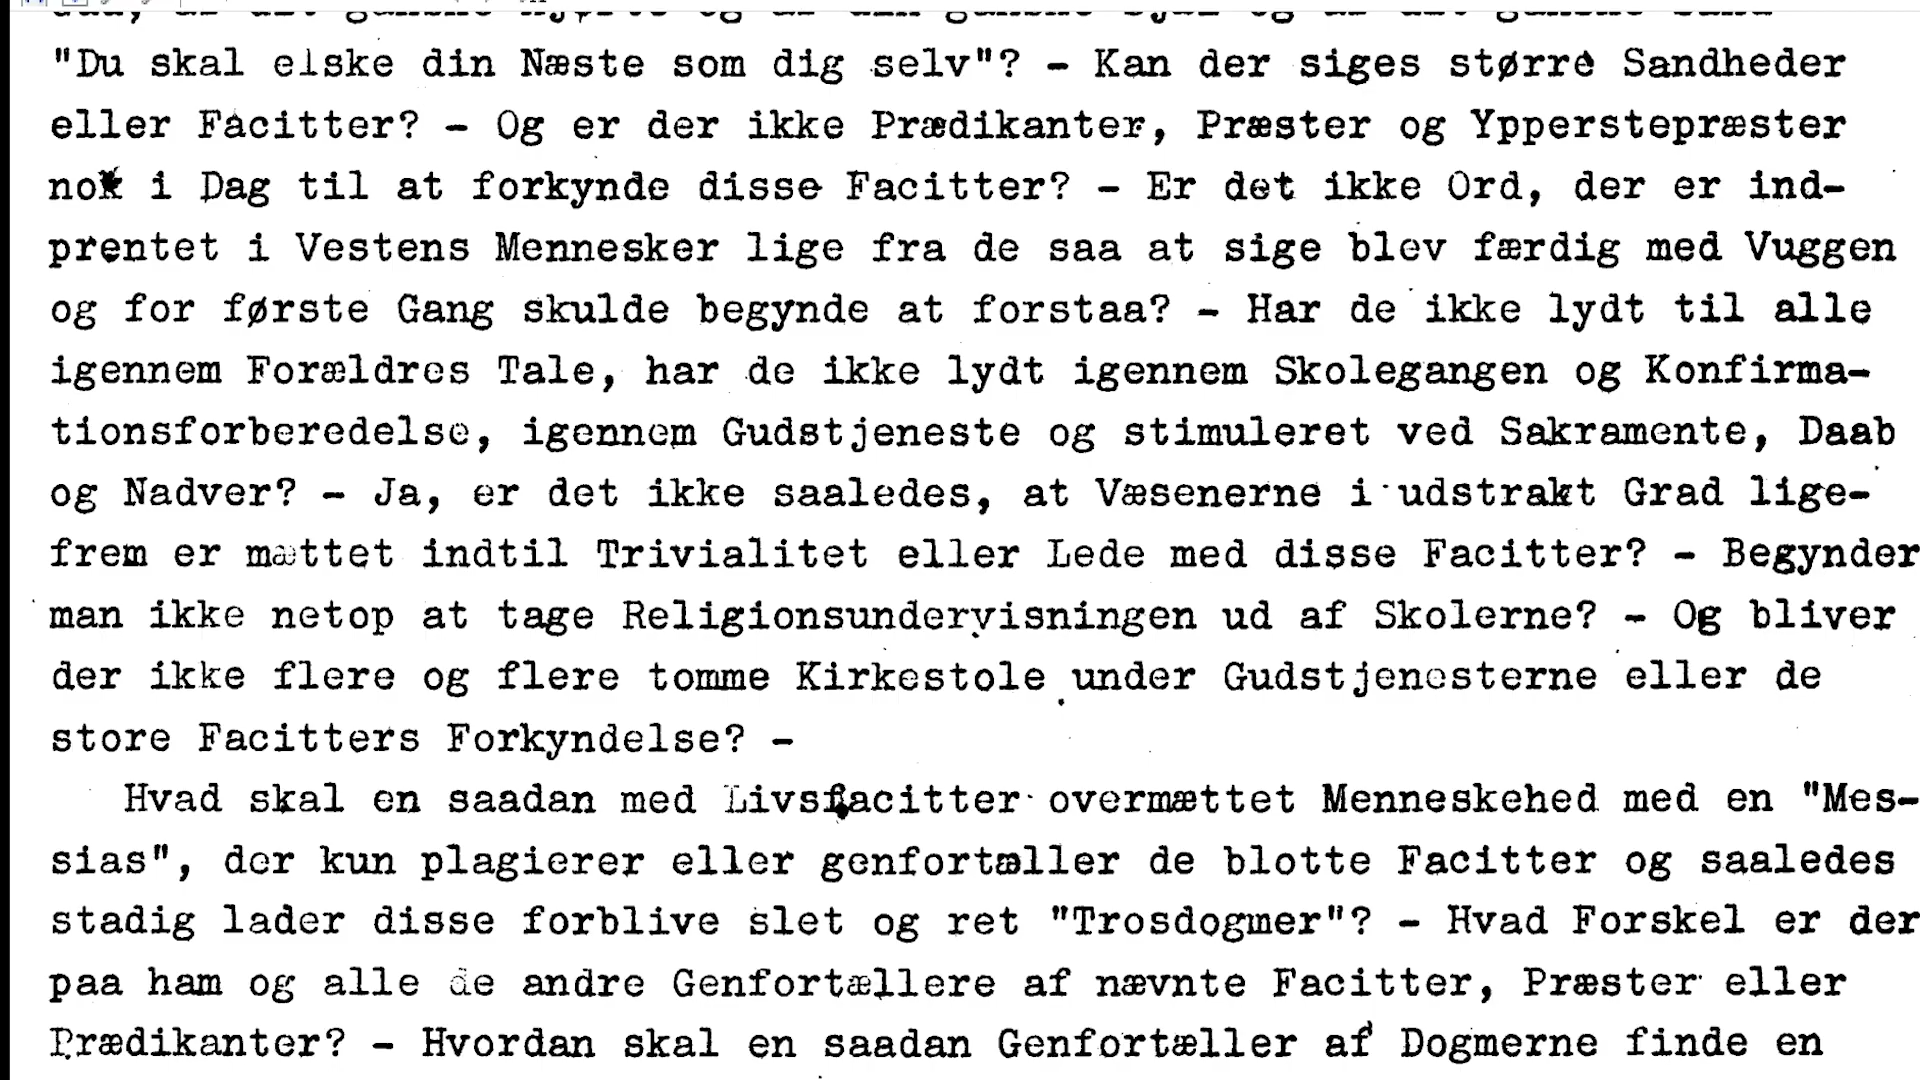 "Du skal elske din Næste som dig selv"? - Kan der siges større Sandheder
eller Facitter? - Og er der ikke Prædikanter, Præster og Ypperstepræster
nok i Dag til at forkynde disse Facitter? - Er det ikke Ord, der er ind-
prentet i Vestens Mennesker lige fra de saa at sige blev færdig med Vuggen
og for første Gang skulde begynde at forstaa? - Har de ikke lydt til alle
igennem Forældres Tale, har de ikke lydt igennem Skolegangen og Konfirma-
tionsforberedelse, igennem Gudstjeneste og stimuleret ved Sakramente, Daab
og Nadver? - Ja, er det ikke saaledes, at Væsenerne i udstrakt Grad lige-
frem er mættet indtil Trivialitet eller Lede med disse Facitter? - Begynder
man ikke netop at tage Religionsundervisningen ud af Skolerne? - Og bliver
der ikke flere og flere tomme Kirkestole under Gudstjenesterne eller de
store Facitters Forkyndelse? -
Hvad skal en saadan med Livsfacitter overmættet Menneskehed med en "Mes-
sias", der kun plagierer eller genfortæller de blotte Facitter og saaledes
stadig lader disse forblive slet og ret "Trosdogmer"? - Hvad Forskel er der
paa ham og alle de andre Genfortællere af nævnte Facitter, Præster eller
Prædikanter? - Hvordan skal en saadan Genfortæller af Dogmerne finde en